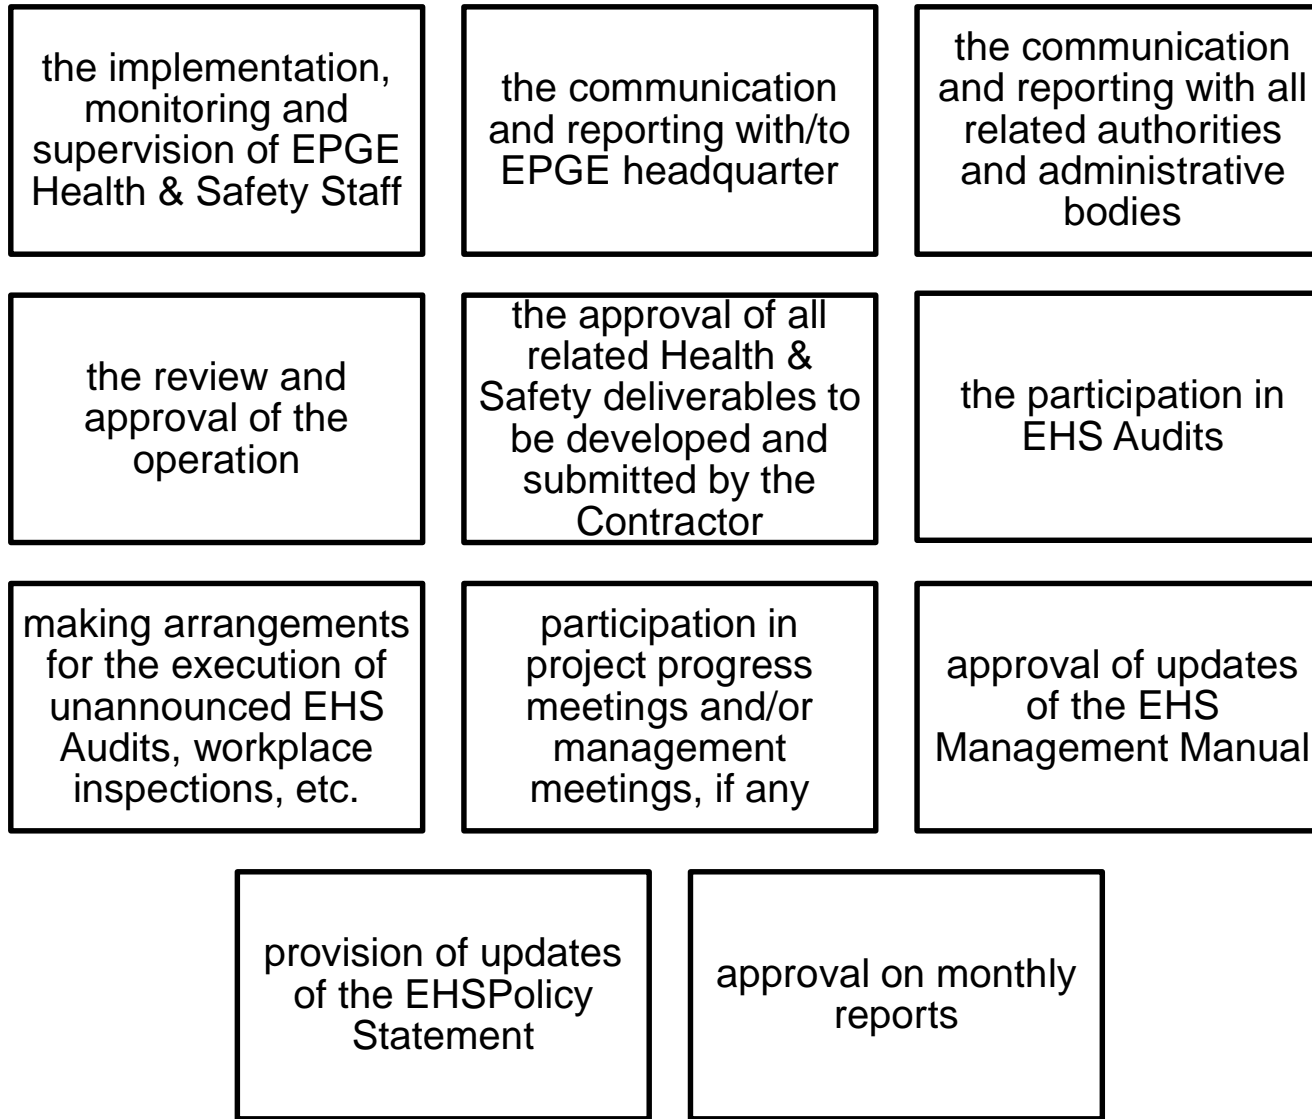 the implementation,
monitoring and
supervision of EPGE
Health & Safety Staff
the communication
and reporting with/to
EPGE headquarter
the communication
and reporting with all
related authorities
and administrative
bodies
the review and
approval of the
operation
the approval of all
related Health &
Safety deliverables to
be developed and
submitted by the
Contractor
the participation in
EHS Audits
making arrangements
for the execution of
unannounced EHS
Audits, workplace
inspections, etc.
participation in
project progress
meetings and/or
management
meetings, if any
approval of updates
of the EHS
Management Manual
provision of updates
of the EHSPolicy
Statement
approval on monthly
reports